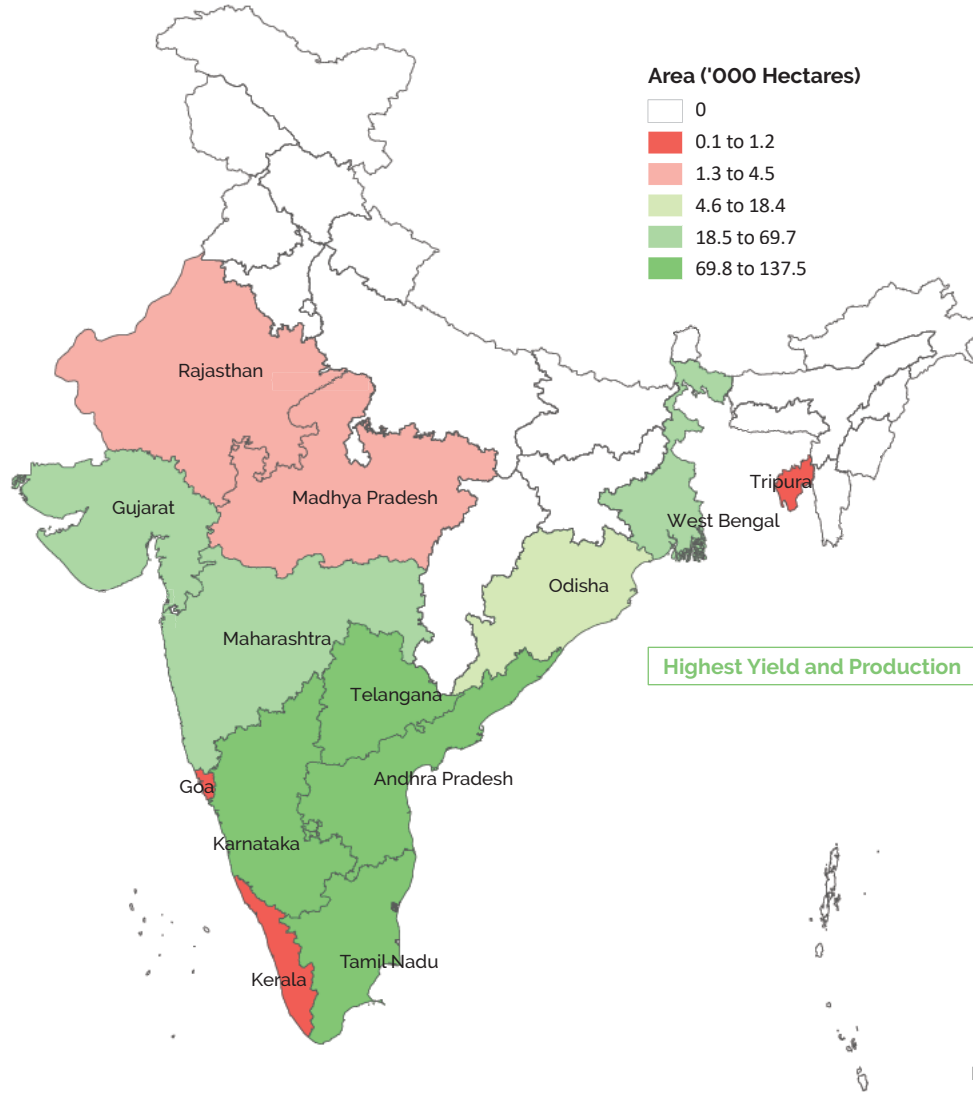 Area ('000 Hectares)
0
0.1 to 1.2
1.3 to 4.5
4.6 to 18.4
18.5 to 69.7
69.8 to 137.5
Rajasthan
Tripura
Madhya Pradesh
Gujarat
West Bengal
Odisha
Maharashtra
Highest Yield and Production
Telangana
Andhra Pradesh
Goa
Karnataka
Tamil Nadu
Kerala